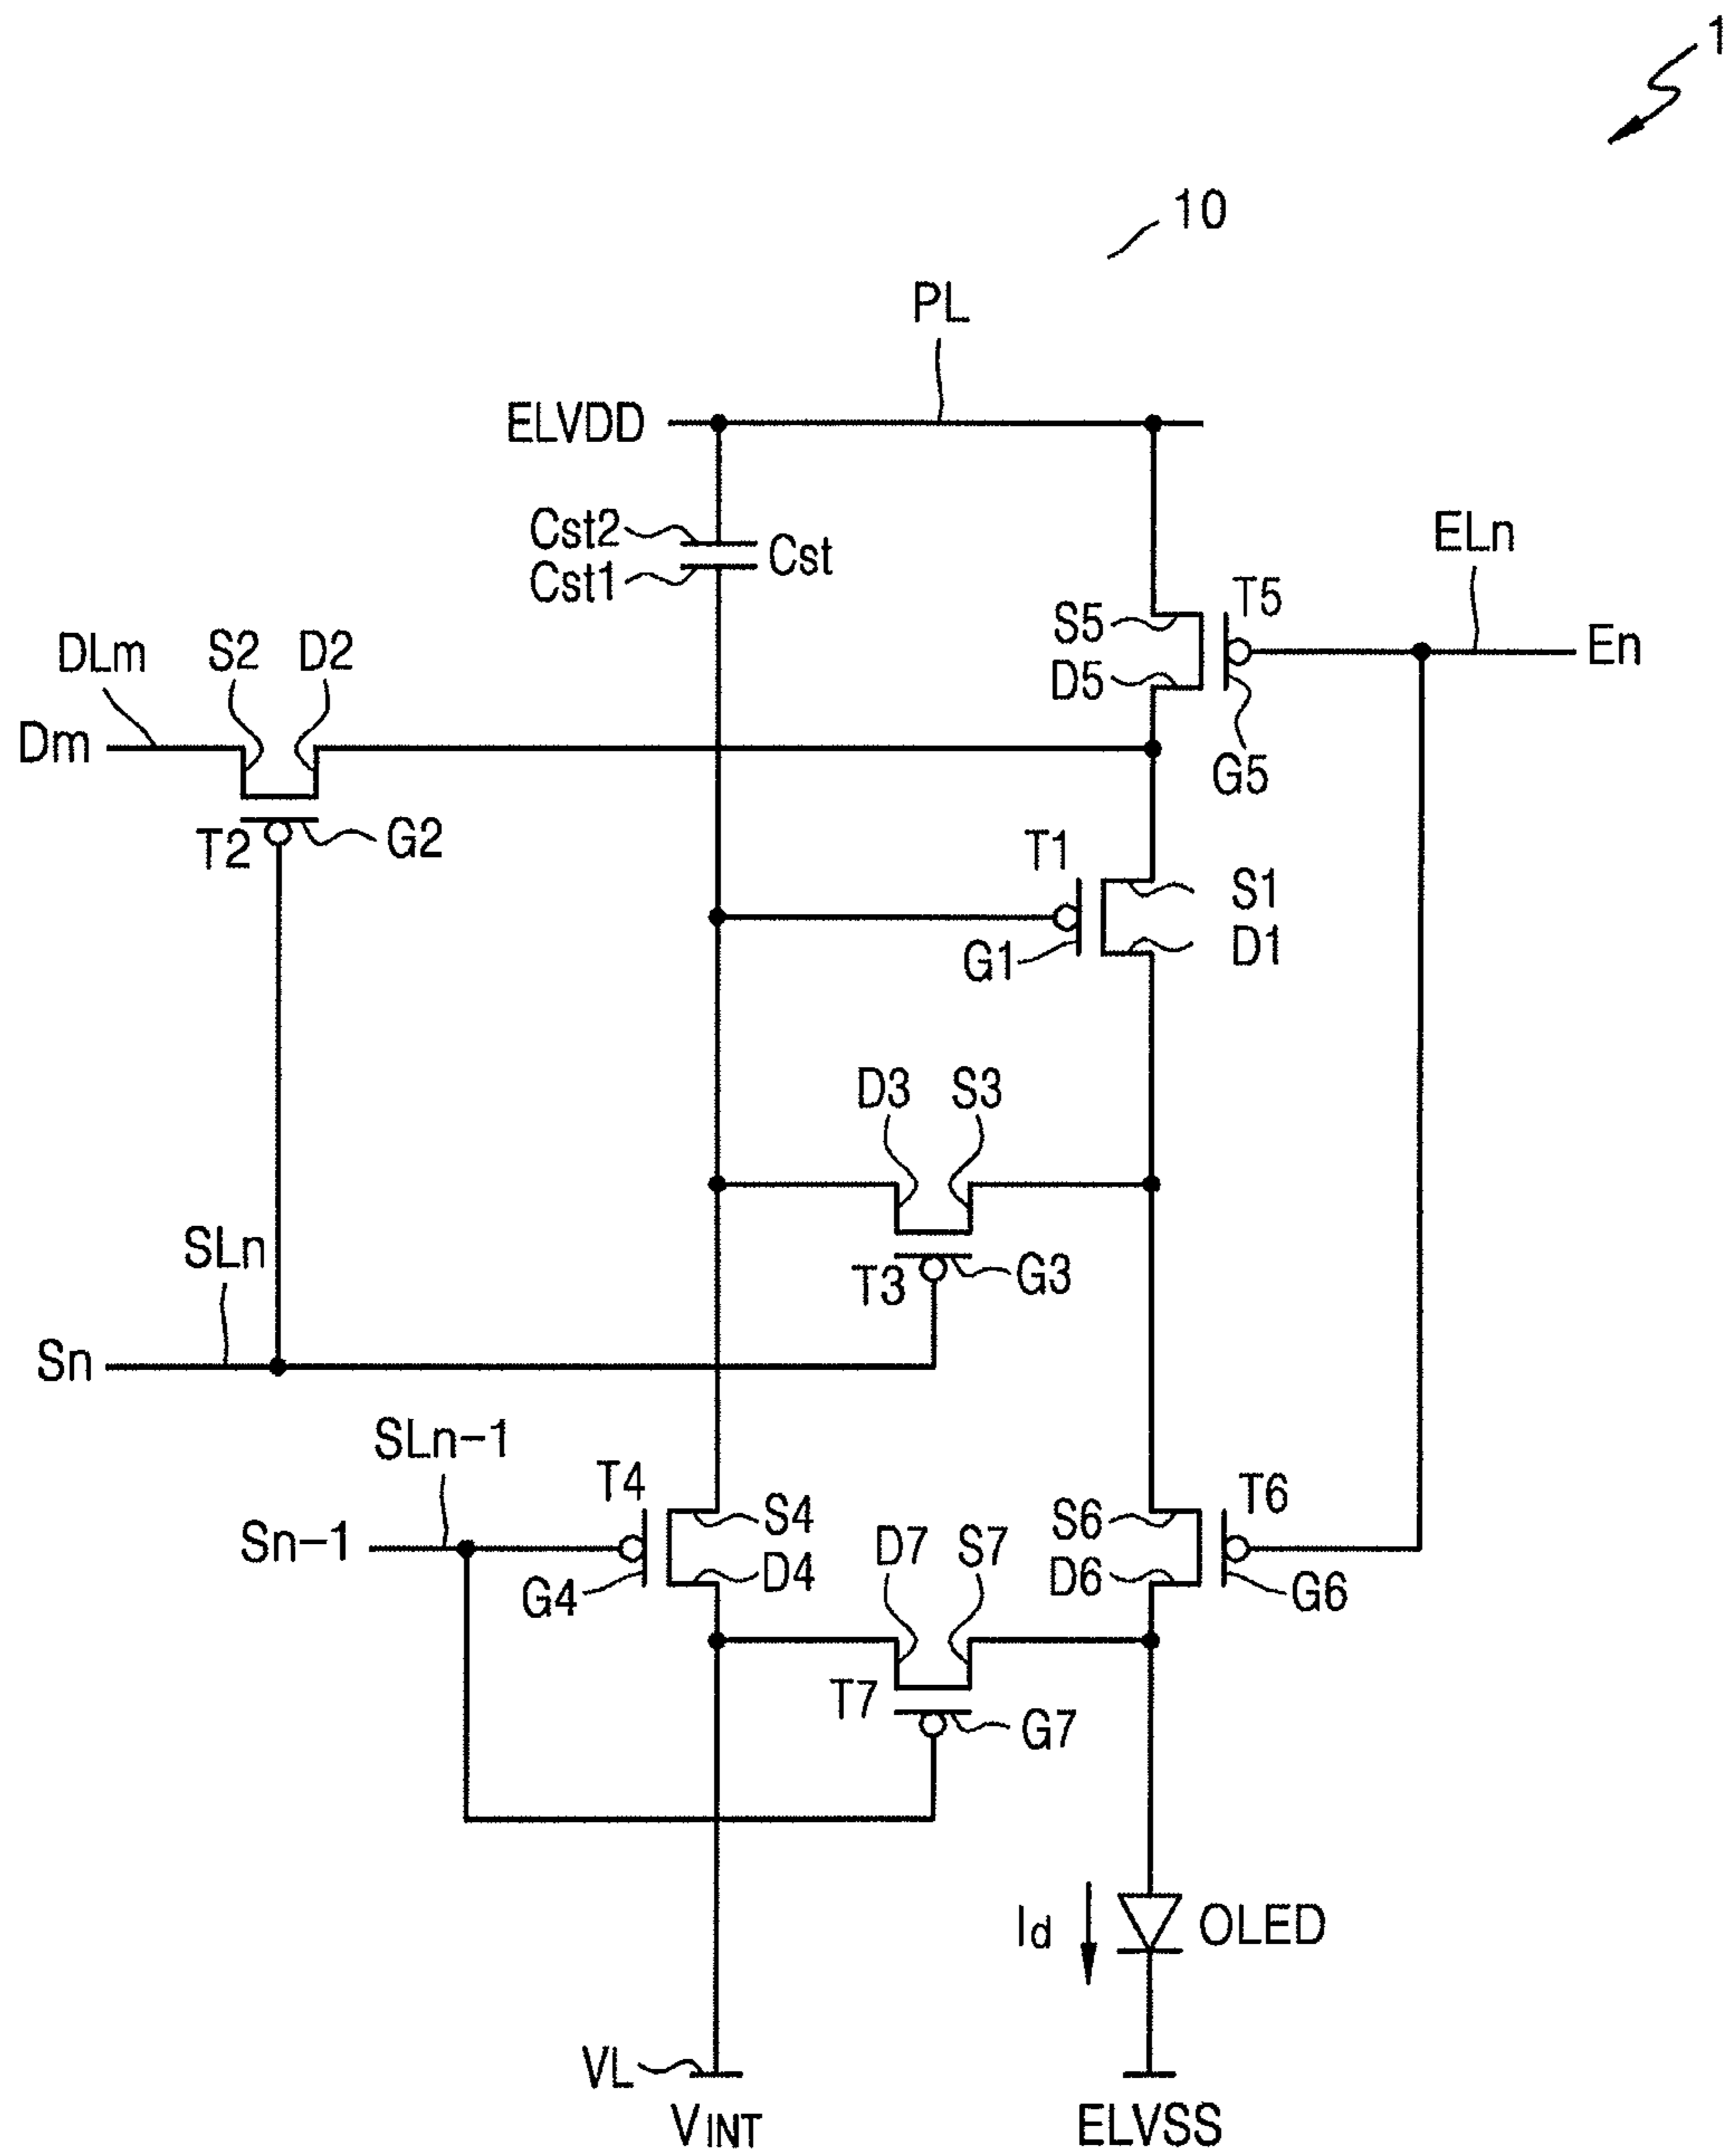 1
10
PL
ELVDD
Cst2
Cst
Cst1
ELn
T5
S5
D5
En
G5
DLm
S2
D2
Dm
T2
G2
T1
S1
D1
G1
D3
S3
SLn
T3
G3
Sn
SLn-1
T4
S4
Sn-1
D4
G4
D7
S7
S6
T6
D6
G6
T7
G7
Id
OLED
VL
VINT
ELVSS